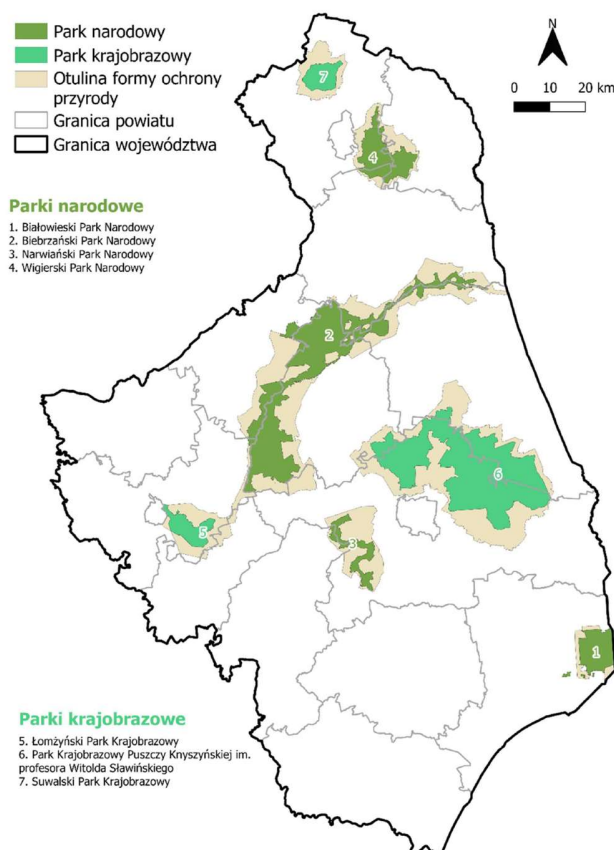 Park narodowy
Park krajobrazowy
Otulina formy ochrony
przyrody
Granica powiatu
Granica województwa
N
0 10 20 km
Parki narodowe
1. Białowieski Park Narodowy
2. Biebrzański Park Narodowy
3. Narwiański Park Narodowy
4. Wigierski Park Narodowy
7
4
2
6
5
3
1
Parki krajobrazowe
5. Łomżyński Park Krajobrazowy
6. Park Krajobrazowy Puszczy Knyszyńskiej im.
profesora Witolda Sławińskiego
7. Suwalski Park Krajobrazowy